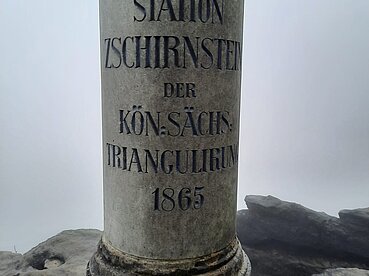 STATION
ZSCHIRNSTEIN
DER
KÖN: SÄCHS:
TRIANGULIRUNG
1865